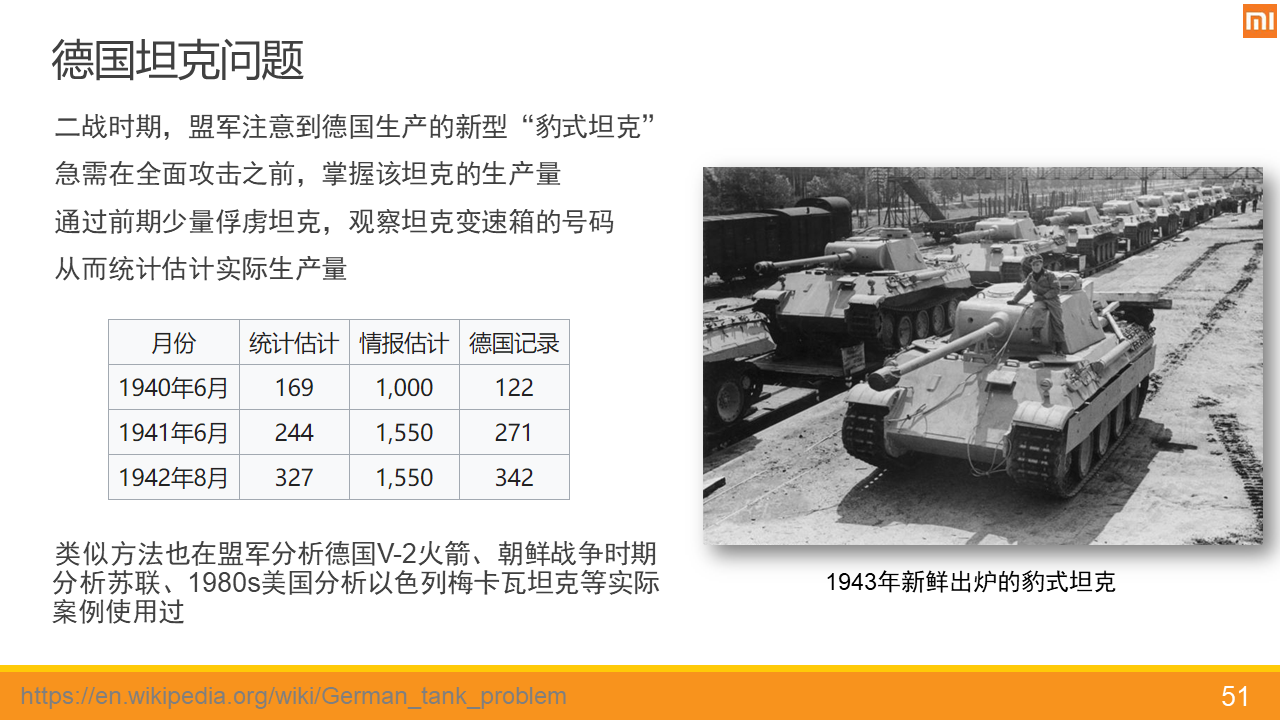 mi
德国坦克问题
二战时期，盟军注意到德国生产的新型“豹式坦克”
急需在全面攻击之前，掌握该坦克的生产量
通过前期少量俘虏坦克，观察坦克变速箱的号码
从而统计估计实际生产量
月份 统计估计 情报估计 德国记录
1940年6月 169 1,000 122
1941年6月 244 1,550 271
1942年8月 327 1,550 342
类似方法也在盟军分析德国V-2火箭、朝鲜战争时期
分析苏联、1980s美国分析以色列梅卡瓦坦克等实际
案例使用过
1943年新鲜出炉的豹式坦克
https://en.wikipedia.org/wiki/German_tank_problem
51